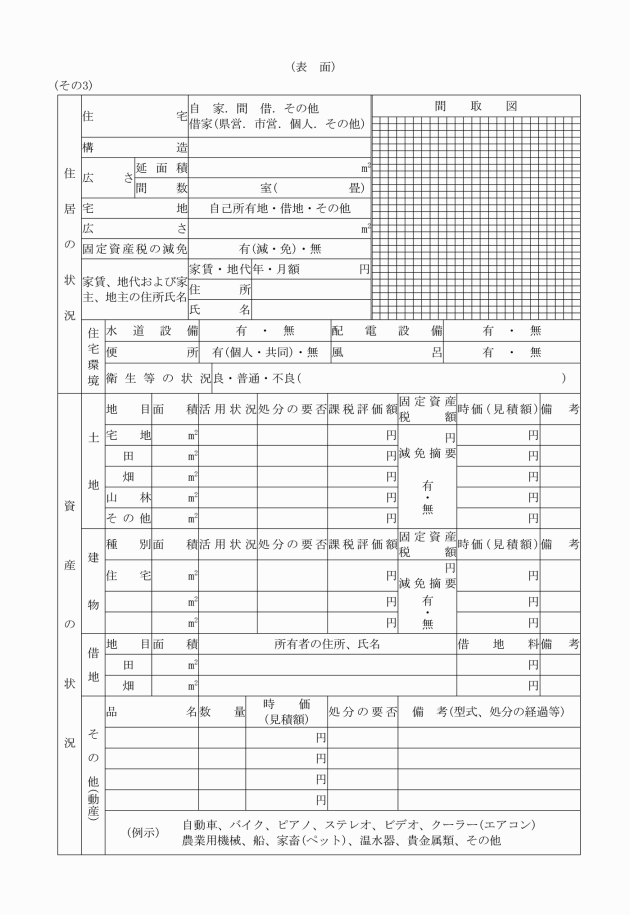 (表　面)
(その3)
住居の状況
住宅
自　家．間　借．その他
借家(県営．市営．個人．その他)
間　取　図
構造
広さ
延面積　㎡
間数　室(　畳)
宅地　自己所有地・借地・その他
広さ　㎡
固定資産税の減免　有(減・免)・無
家賃、地代および家
主、地主の住所氏名
家賃・地代　年・月額　円
住所
氏名
住宅環境
水道設備　有　・　無　配電設備　有　・　無
便所　有(個人・共同)・無　風呂　有　・　無
衛生等の状況　良・普通・不良(　)
資産の状況
土地
地目　面積　活用状況　処分の要否　課税評価額　固定資産税額　時価(見積額)　備考
宅地　㎡　円　円　円
田　㎡　円　減免摘要　円
畑　㎡　円　有・無　円
山林　㎡　円　円
その他　㎡　円　円
建物
種別　面積　活用状況　処分の要否　課税評価額　固定資産税額　時価(見積額)　備考
住宅　㎡　円　円　円
減免摘要
㎡　円　有・無　円
㎡　円　円
借地
地目　面積　所有者の住所、氏名　借地料　備考
田　㎡　円
畑　㎡　円
その他(動産)
品名　数量　時価(見積額)　処分の要否　備　考(型式、処分の経過等)
円
円
円
円
(例示)
自動車、バイク、ピアノ、ステレオ、ビデオ、クーラー(エアコン)
農業用機械、船、家畜(ペット)、温水器、貴金属類、その他